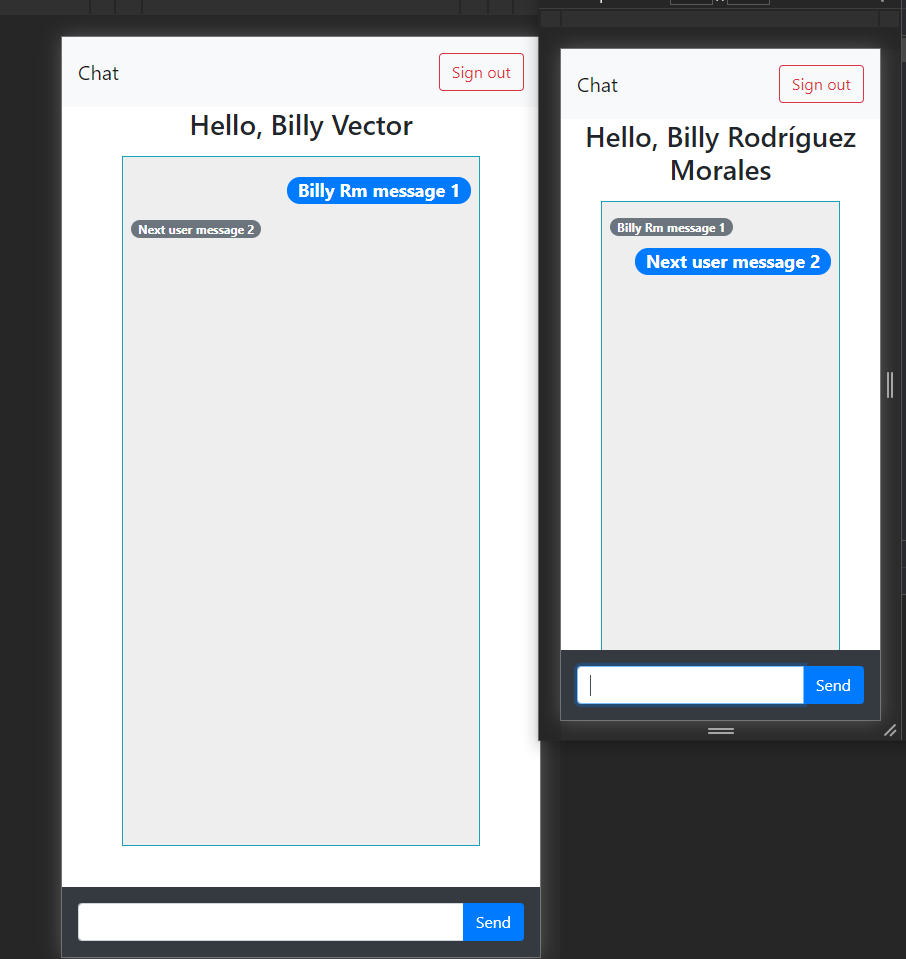 Chat
Sign out
Hello, Billy Vector
Billy Rm message 1
Next user message 2
Send
Chat
Sign out
Hello, Billy Rodríguez
Morales
Billy Rm message 1
Next user message 2
Send